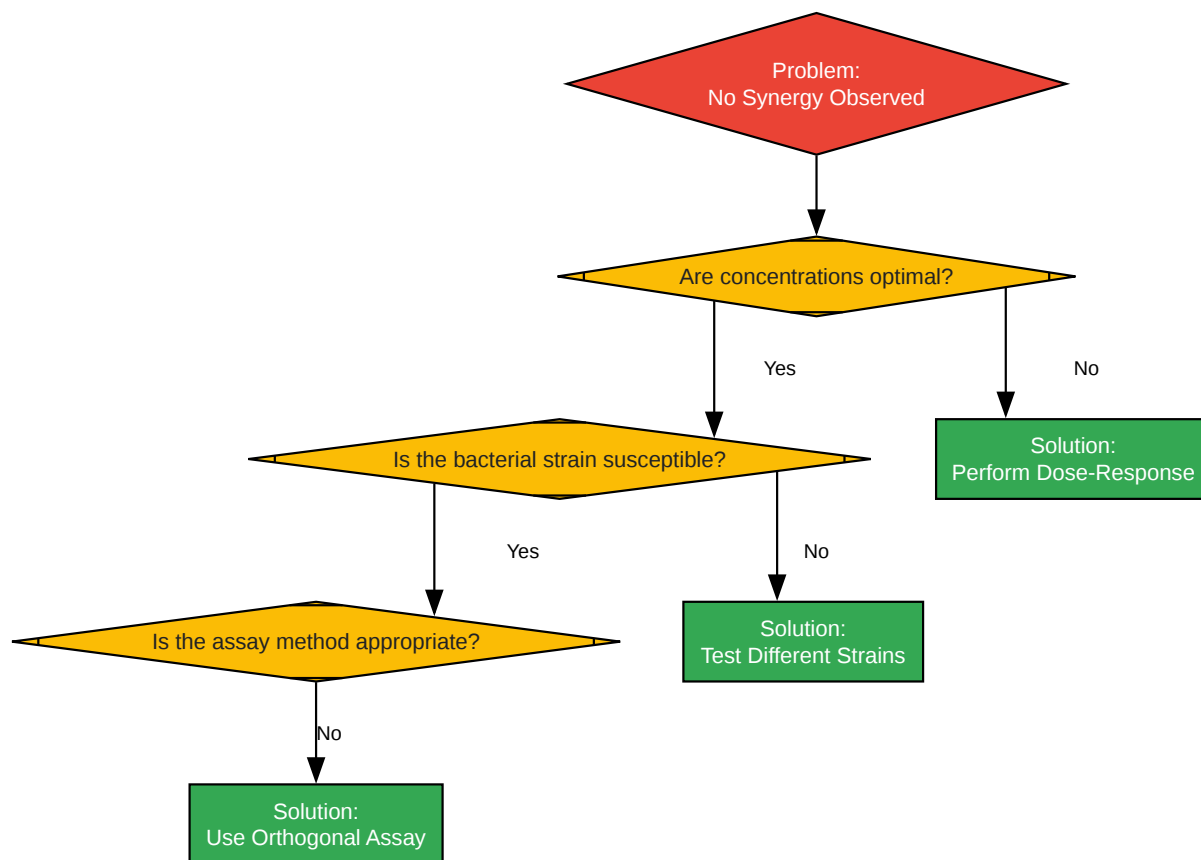 Problem:
No Synergy Observed
Are concentrations optimal?
Yes
No
Is the bacterial strain susceptible?
Solution:
Perform Dose-Response
Yes
No
Is the assay method appropriate?
Solution:
Test Different Strains
No
Solution:
Use Orthogonal Assay